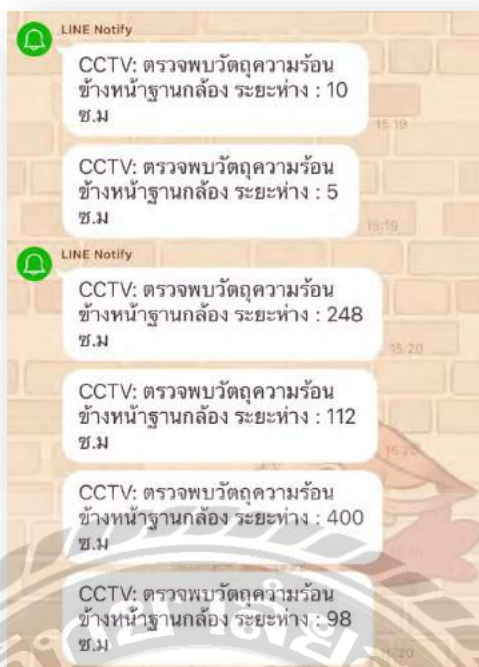 LINE Notify
CCTV: ตรวจพบวัตถุความร้อน
ข้างหน้าฐานกล้อง ระยะห่าง : 10
ซ.ม
15:19
CCTV: ตรวจพบวัตถุความร้อน
ข้างหน้าฐานกล้อง ระยะห่าง : 5
ซ.ม
15:19
LINE Notify
CCTV: ตรวจพบวัตถุความร้อน
ข้างหน้าฐานกล้อง ระยะห่าง : 248
ซ.ม
15:20
CCTV: ตรวจพบวัตถุความร้อน
ข้างหน้าฐานกล้อง ระยะห่าง : 112
ซ.ม
15:20
CCTV: ตรวจพบวัตถุความร้อน
ข้างหน้าฐานกล้อง ระยะห่าง : 400
ซ.ม
CCTV: ตรวจพบวัตถุความร้อน
ข้างหน้าฐานกล้อง ระยะห่าง : 98
ซ.ม
15:20